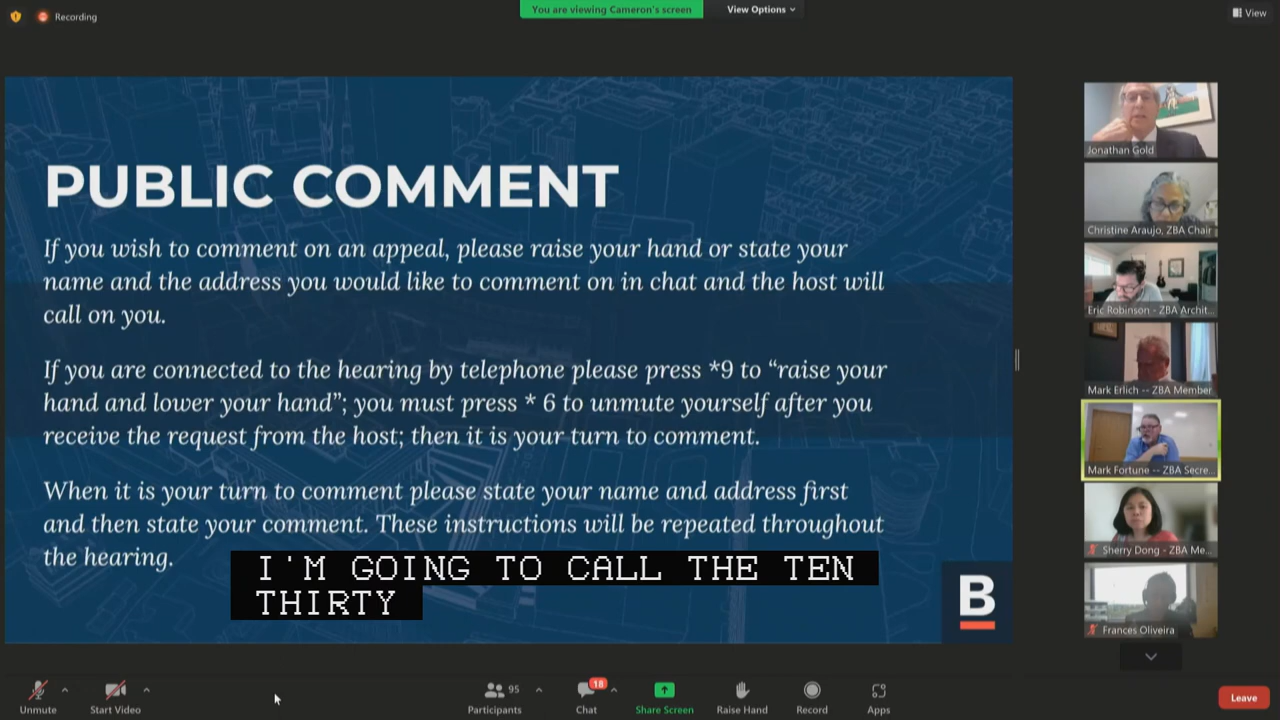 Recording
You are viewing Cameron's screen
View Options
View
PUBLIC COMMENT
If you wish to comment on an appeal, please raise your hand or state your
name and the address you would like to comment on in chat and the host will
call on you.
If you are connected to the hearing by telephone please press *9 to “raise your
hand and lower your hand”; you must press * 6 to unmute yourself after you
receive the request from the host; then it is your turn to comment.
When it is your turn to comment please state your name and address first
and then state your comment. These instructions will be repeated throughout
the hearing.
I'M GOING TO CALL THE TEN
THIRTY
B
Jonathan Gold
Christine Araujo, ZBA Chair
Eric Robinson - ZBA Archit...
Mark Erlich -- ZBA Member
Mark Fortune -- ZBA Secre...
Sherry Dong - ZBA Me...
Frances Oliveira
Unmute
Start Video
95
Participants
18
Chat
Share Screen
Raise Hand
Record
Apps
Leave